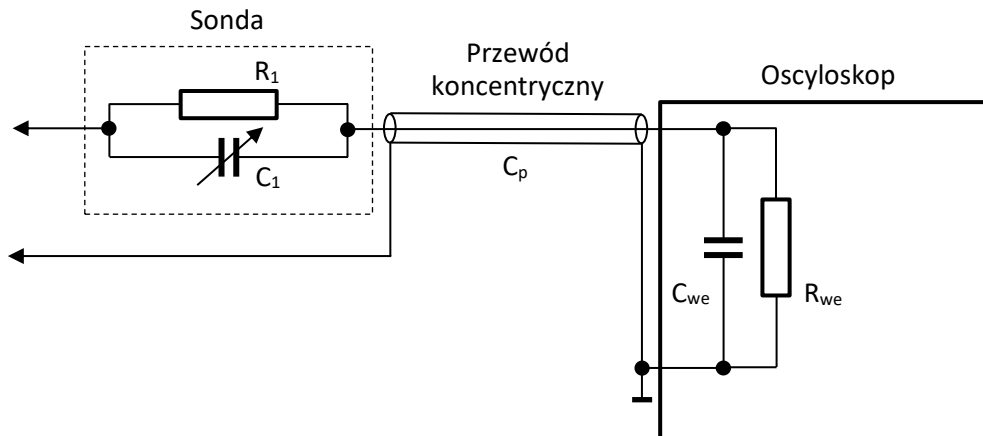 Sonda
R₁
C₁
Przewód
koncentryczny
Cₚ
Oscyloskop
Cwe
Rwe